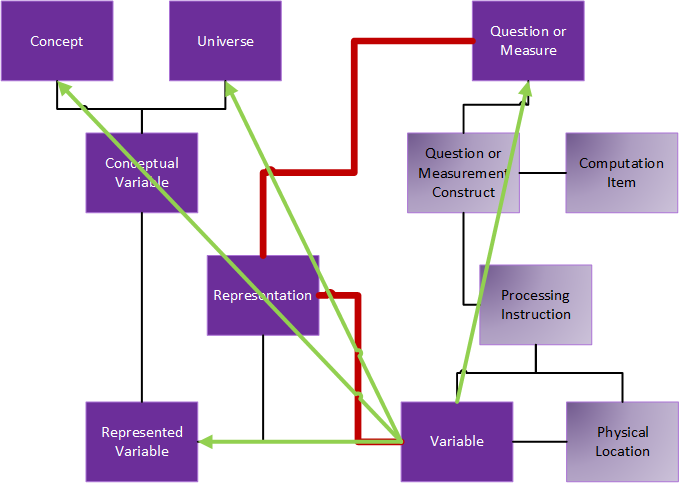 Concept
Universe
Question or
Measure
Conceptual
Variable
Question or
Measurement
Construct
Computation
Item
Representation
Processing
Instruction
Represented
Variable
Variable
Physical
Location